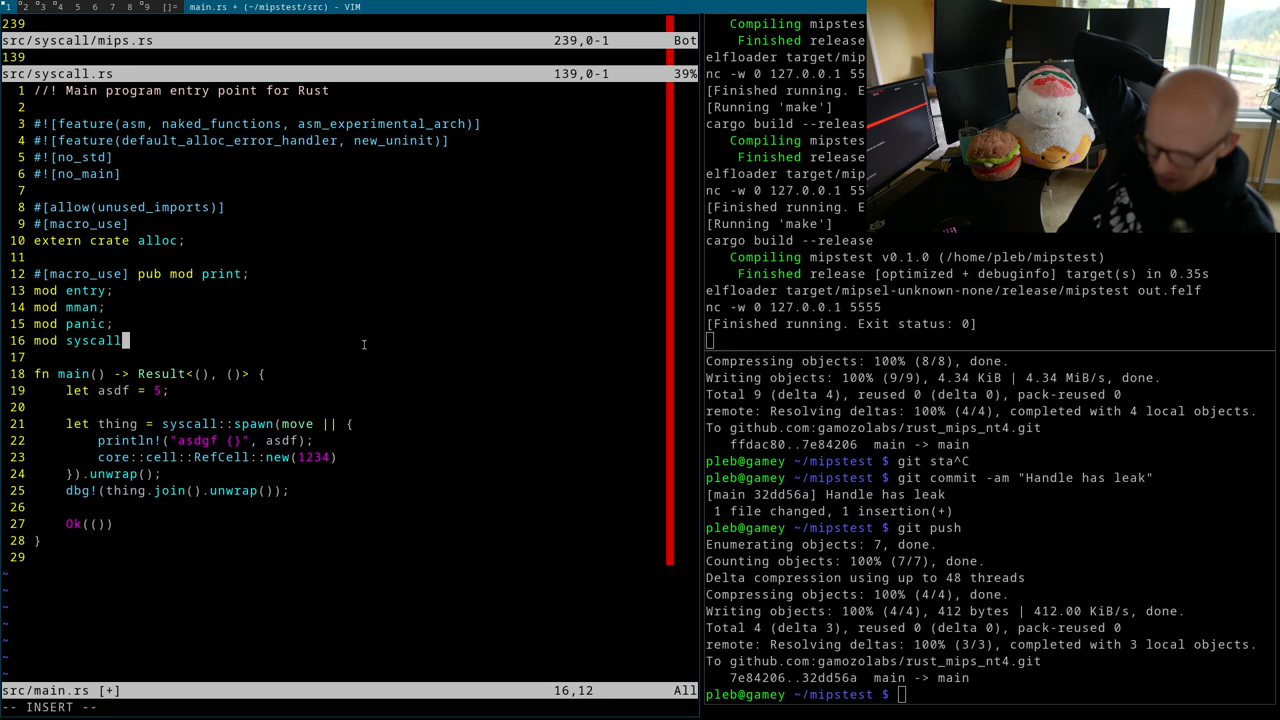 1 2 3 4 5 6 7 8 9 []= main.rs + (~/mipstest/src) - VIM
239
src/syscall/mips.rs 239,0-1 Bot
139
src/syscall.rs 139,0-1 39%
1 //! Main program entry point for Rust
2
3 #![feature(asm, naked_functions, asm_experimental_arch)]
4 #![feature(default_alloc_error_handler, new_uninit)]
5 #![no_std]
6 #![no_main]
7
8 #[allow(unused_imports)]
9 #[macro_use]
10 extern crate alloc;
11
12 #[macro_use] pub mod print;
13 mod entry;
14 mod mman;
15 mod panic;
16 mod syscall
17
18 fn main() -> Result<(), ()> {
19     let asdf = 5;
20
21     let thing = syscall::spawn(move || {
22         println!("asdgf {}", asdf);
23         core::cell::RefCell::new(1234)
24     }).unwrap();
25     dbg!(thing.join().unwrap());
26
27     Ok(())
28 }
29
~
~
~
~
~
~
~
src/main.rs [+] 16,12 All
-- INSERT --
Compiling mipstes
Finished release
elfloader target/mip
nc -w 0 127.0.0.1 55
[Finished running. E
[Running 'make']
cargo build --releas
Compiling mipstes
Finished release
elfloader target/mip
nc -w 0 127.0.0.1 55
[Finished running. E
[Running 'make']
cargo build --release
Compiling mipstest v0.1.0 (/home/pleb/mipstest)
Finished release [optimized + debuginfo] target(s) in 0.35s
elfloader target/mipsel-unknown-none/release/mipstest out.felf
nc -w 0 127.0.0.1 5555
[Finished running. Exit status: 0]
Compressing objects: 100% (8/8), done.
Writing objects: 100% (9/9), 4.34 KiB | 4.34 MiB/s, done.
Total 9 (delta 4), reused 0 (delta 0), pack-reused 0
remote: Resolving deltas: 100% (4/4), completed with 4 local objects.
To github.com:gamozolabs/rust_mips_nt4.git
ffdac80..7e84206  main -> main
pleb@gamey ~/mipstest $ git sta^C
pleb@gamey ~/mipstest $ git commit -am "Handle has leak"
[main 32dd56a] Handle has leak
1 file changed, 1 insertion(+)
pleb@gamey ~/mipstest $ git push
Enumerating objects: 7, done.
Counting objects: 100% (7/7), done.
Delta compression using up to 48 threads
Compressing objects: 100% (4/4), done.
Writing objects: 100% (4/4), 412 bytes | 412.00 KiB/s, done.
Total 4 (delta 3), reused 0 (delta 0), pack-reused 0
remote: Resolving deltas: 100% (3/3), completed with 3 local objects.
To github.com:gamozolabs/rust_mips_nt4.git
7e84206..32dd56a  main -> main
pleb@gamey ~/mipstest $